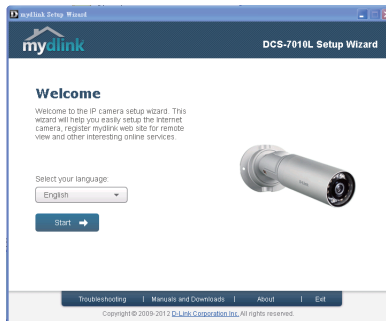 mydlink Setup Wizard
mydlink
DCS-7010L Setup Wizard
Welcome
Welcome to the IP camera setup wizard. This
wizard will help you easily setup the Internet
camera, register mydlink web site for remote
view and other interesting online services.
Select your language:
English
Start
Troubleshooting | Manuals and Downloads | About | Exit
Copyright © 2009-2012 D-Link Corporation Inc. All rights reserved.